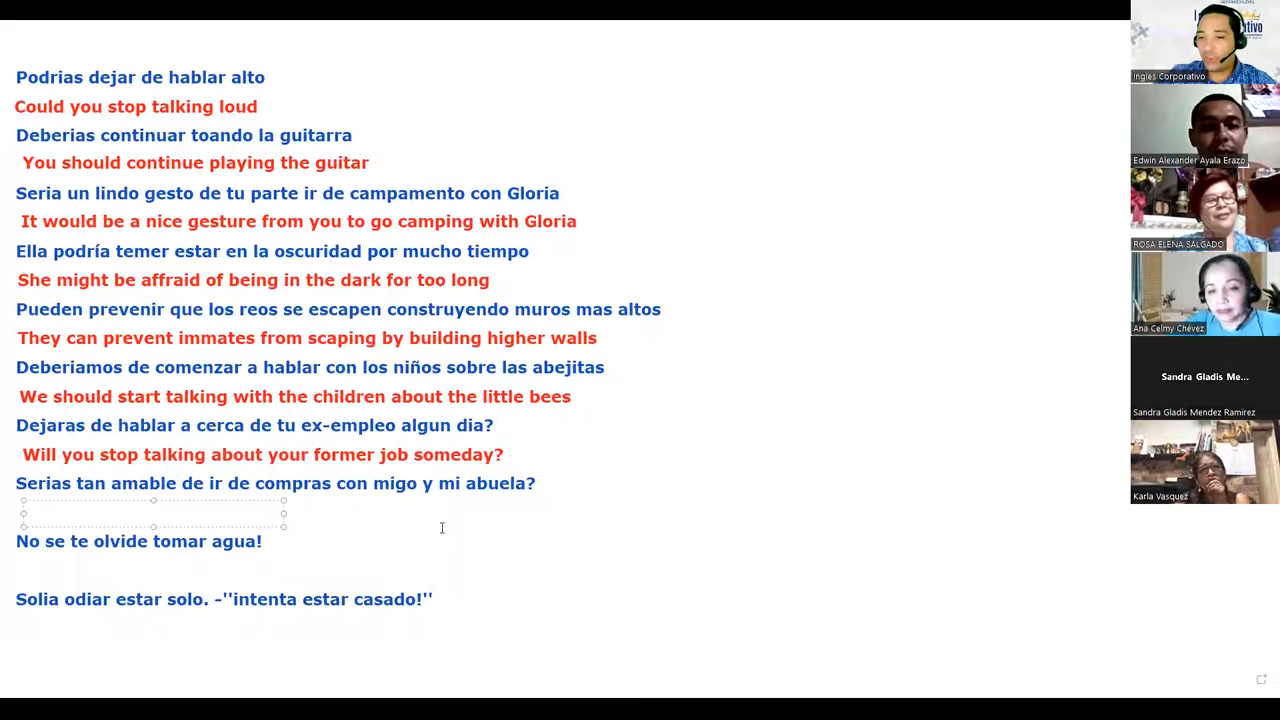 Podrias dejar de hablar alto
Could you stop talking loud
Deberias continuar toando la guitarra
You should continue playing the guitar
Seria un lindo gesto de tu parte ir de campamento con Gloria
It would be a nice gesture from you to go camping with Gloria
Ella podría temer estar en la oscuridad por mucho tiempo
She might be affraid of being in the dark for too long
Pueden prevenir que los reos se escapen construyendo muros mas altos
They can prevent immates from scaping by building higher walls
Deberiamos de comenzar a hablar con los niños sobre las abejitas
We should start talking with the children about the little bees
Dejaras de hablar a cerca de tu ex-empleo algun dia?
Will you stop talking about your former job someday?
Serias tan amable de ir de compras con migo y mi abuela?
No se te olvide tomar agua!
Solia odiar estar solo. -''intenta estar casado!''
Ingles Corporativo
Edwin Alexander Ayala Erazo
ROSA ELENA SALGADO
Ana Celmy Chévez
Sandra Gladis Me...
Sandra Gladis Mendez Ramirez
Karla Vasquez